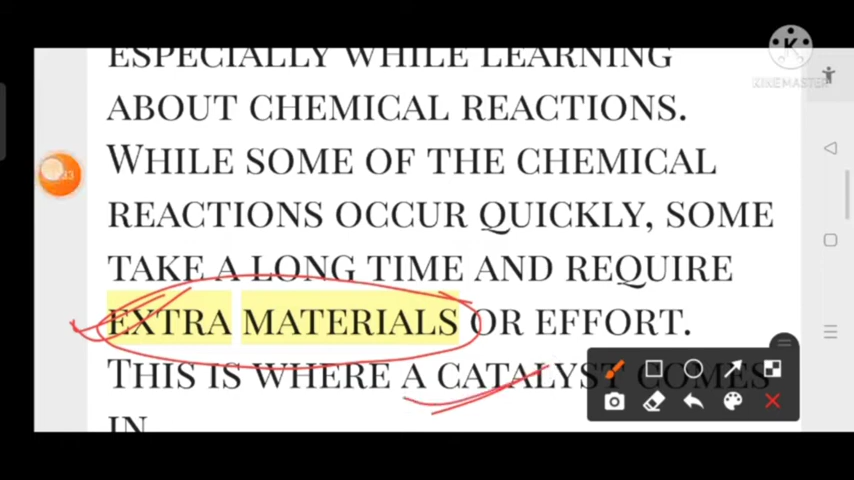 ESPECIALLY WHILE LEARNING
ABOUT CHEMICAL REACTIONS.
WHILE SOME OF THE CHEMICAL
REACTIONS OCCUR QUICKLY, SOME
TAKE A LONG TIME AND REQUIRE
EXTRA MATERIALS OR EFFORT.
THIS IS WHERE A CATALYST COMES
IN
K
KINEMASTER